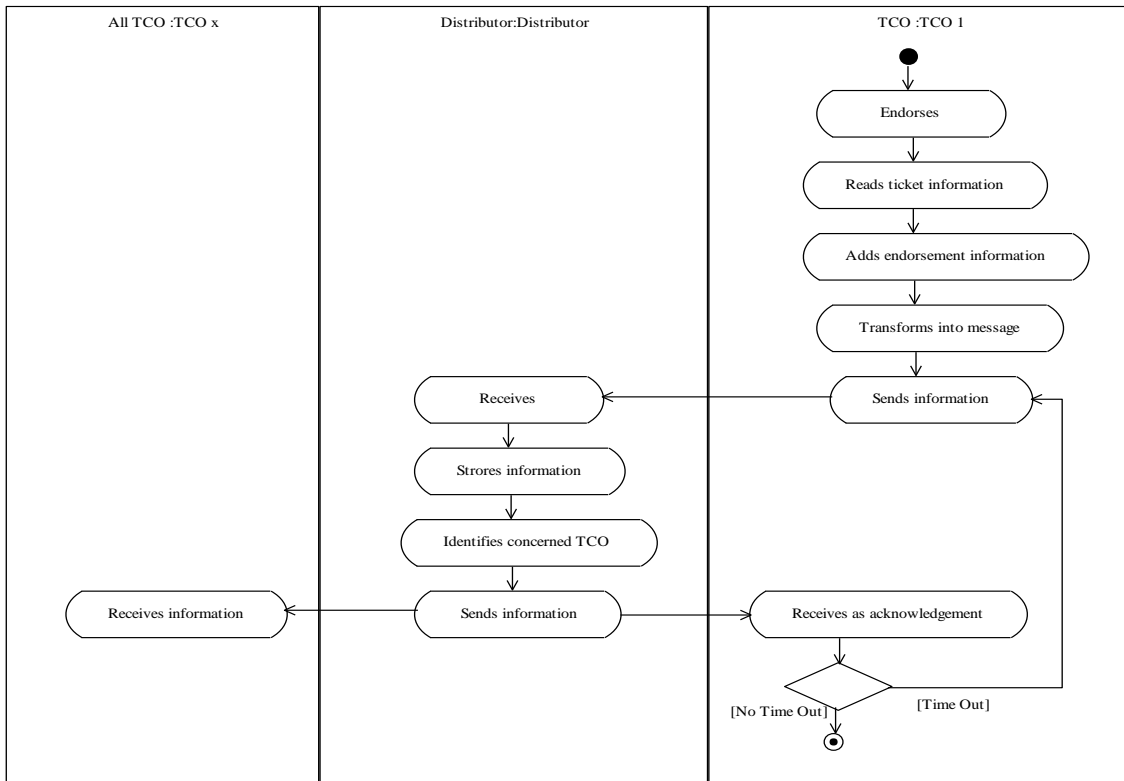 All TCO :TCO x
Distributor:Distributor
TCO :TCO 1
Endorses
Reads ticket information
Adds endorsement information
Transforms into message
Receives
Sends information
Strores information
Identifies concerned TCO
Receives information
Sends information
Receives as acknowledgement
[No Time Out]
[Time Out]